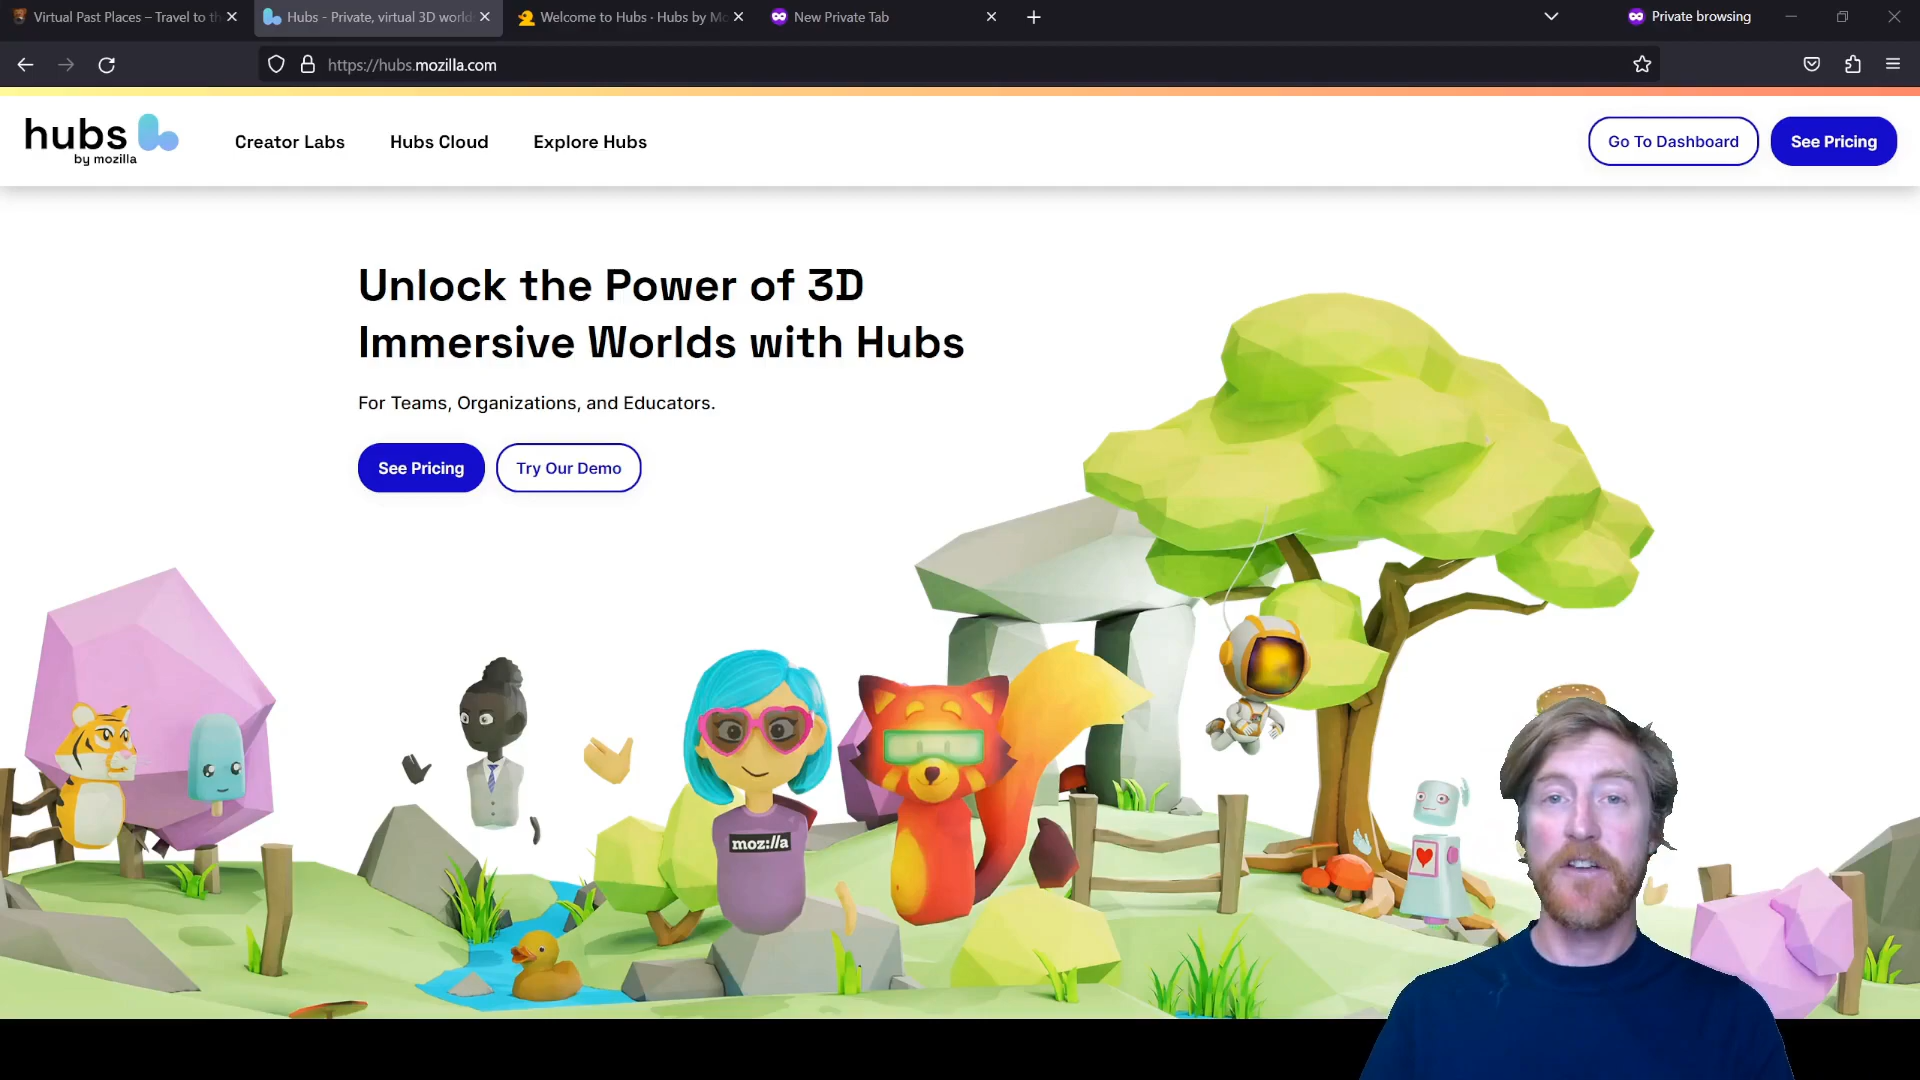 Virtual Past Places – Travel to th
Hubs - Private, virtual 3D world
Welcome to Hubs · Hubs by Mo
New Private Tab
Private browsing
https://hubs.mozilla.com
hubs
by mozilla
Creator Labs
Hubs Cloud
Explore Hubs
Go To Dashboard
See Pricing
Unlock the Power of 3D
Immersive Worlds with Hubs
For Teams, Organizations, and Educators.
See Pricing
Try Our Demo
moz://a